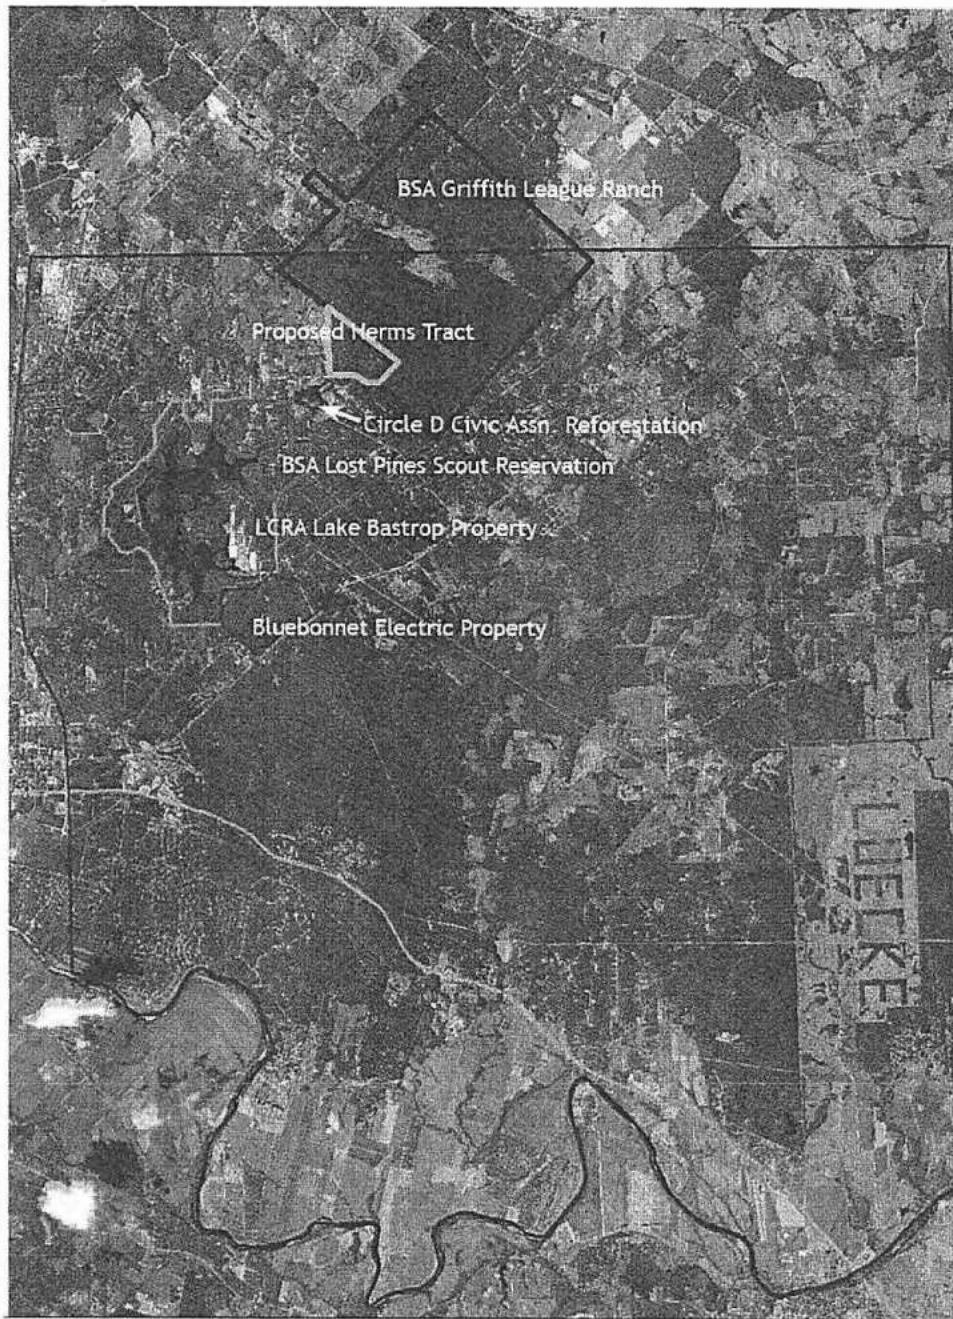 BSA Griffith League Ranch
Proposed Herms Tract
Circle D Civic Assn. Reforestation
BSA Lost Pines Scout Reservation
LCRA Lake Bastrop Property
Bluebonnet Electric Property
LUECKE